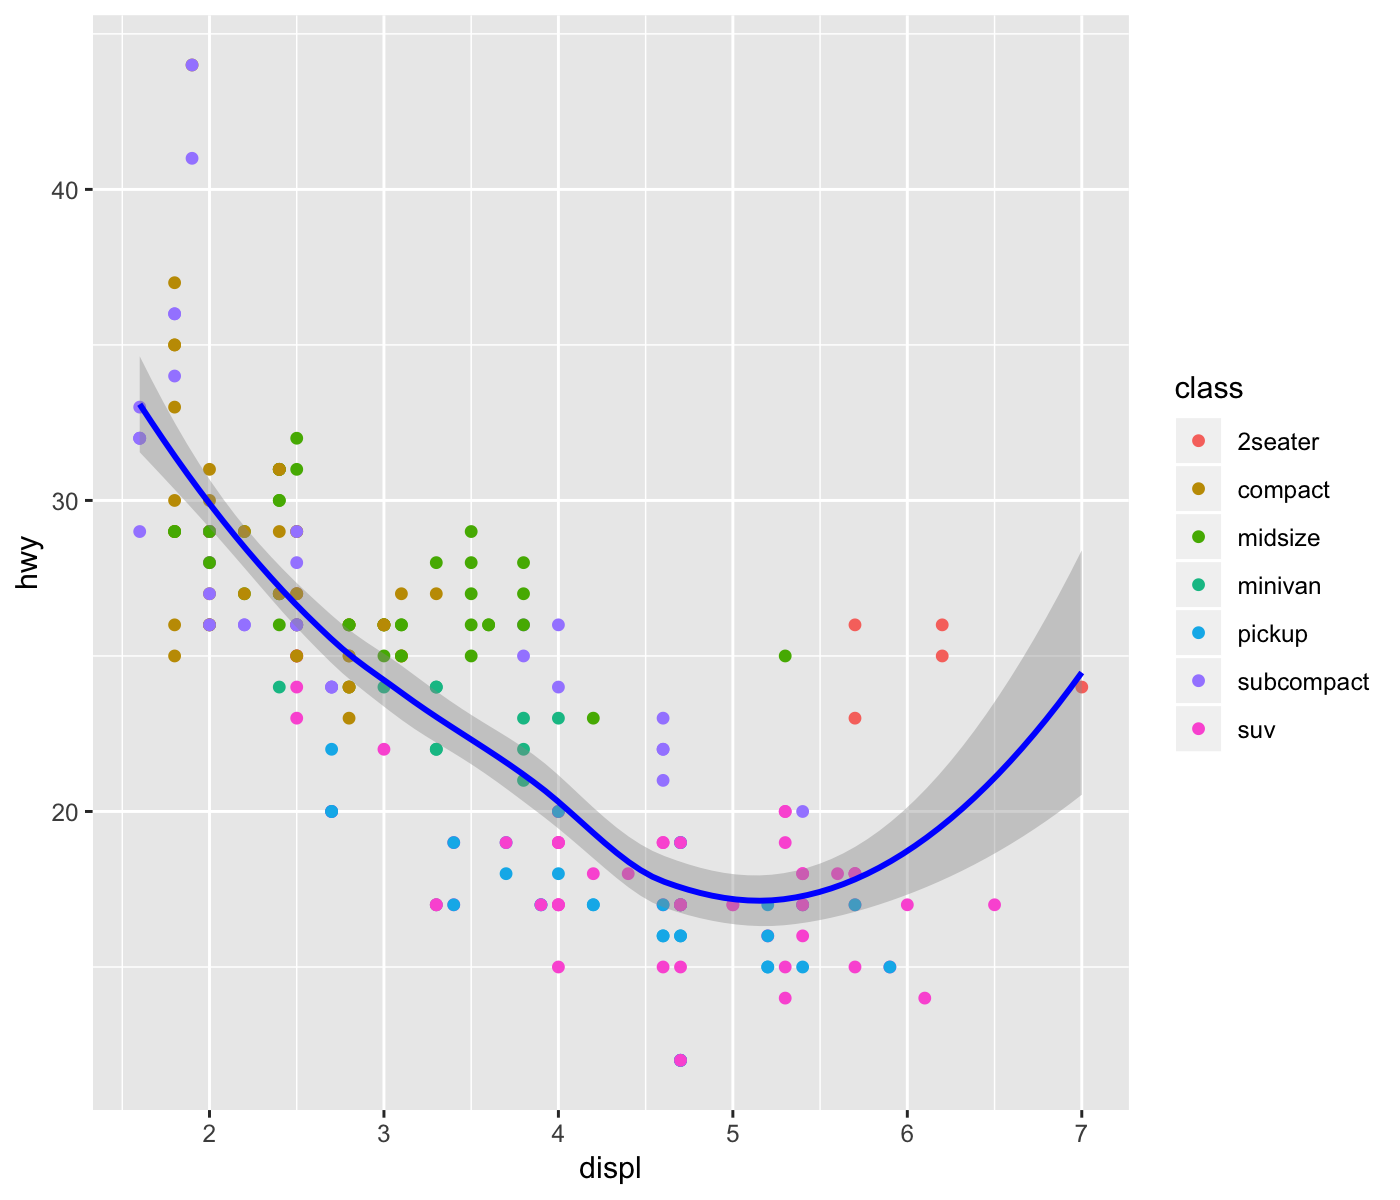 40
30
20
hwy
2 3 4 5 6 7
displ
class
2seater
compact
midsize
minivan
pickup
subcompact
suv